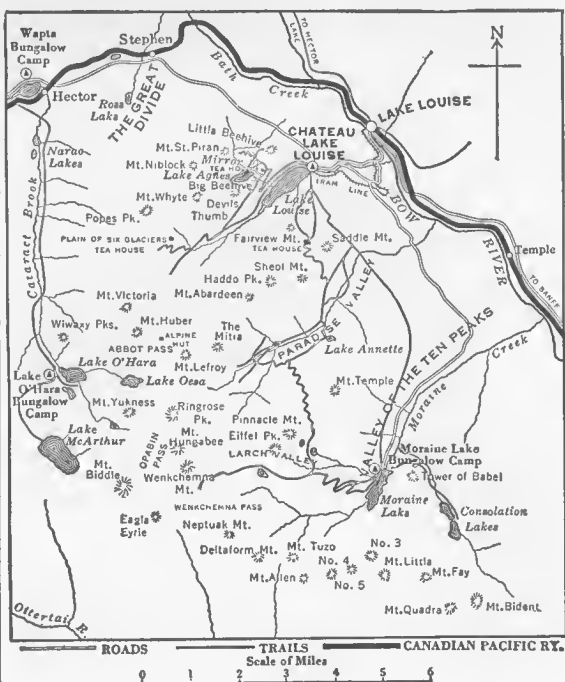 TO HECTOR
LAKE
N
Wapta
Bungalow
Camp
Stephen
Hector
Bath
Creek
Ross
Lake
THE GREAT
DIVIDE
LAKE LOUISE
CHATEAU
LAKE
LOUISE
Little Beehive
Mt.St.Piran
Mirror
TEA HO
Narao
Lakes
Mt.Niblock
Lake Agnes
Big Beehive
Devils
Thumb
Mt.Whyte
Popes Pk.
TRAM LINE
Lake
Louise
BOW
RIVER
Temple
TO BANFF
Cataract Brook
PLAIN OF SIX GLACIERS
TEA HOUSE
Fairview Mt.
TEA HOUSE
Saddle Mt.
Sheol Mt.
Haddo Pk.
Mt.Aberdeen
Mt.Victoria
Wiwaxy Pks.
Mt.Huber
ALPINE
HUT
ABBOT PASS
The
Mitre
Mt.Lefroy
PARADISE VALLEY
Lake Annette
VALLEY OF THE TEN PEAKS
Moraine
Creek
Lake O'Hara
Lake Oesa
Lake
O'Hara
Bungalow
Camp
Mt.Temple
Mt.Yukness
Ringrose
Pk.
Pinnacle Mt.
Eiffel Pk.
LARCH VALLEY
Lake
McArthur
OPABIN
PASS
Mt.
Hungabee
Mt.
Biddle
Wenkchemna
Mt.
Moraine Lake
Bungalow Camp
Tower of Babel
WENKCHEMNA PASS
Moraine
Lake
Consolation
Lakes
Eagle
Eyrie
Neptuak Mt.
Deltaform Mt.
Mt. Tuzo
No. 3
No. 4
No. 5
Mt.Allen
Mt.Little
Mt.Fay
Mt.Quadra
Mt.Bident
Ottertail R.
ROADS TRAILS CANADIAN PACIFIC RY.
Scale of Miles
0 1 2 3 4 5 6